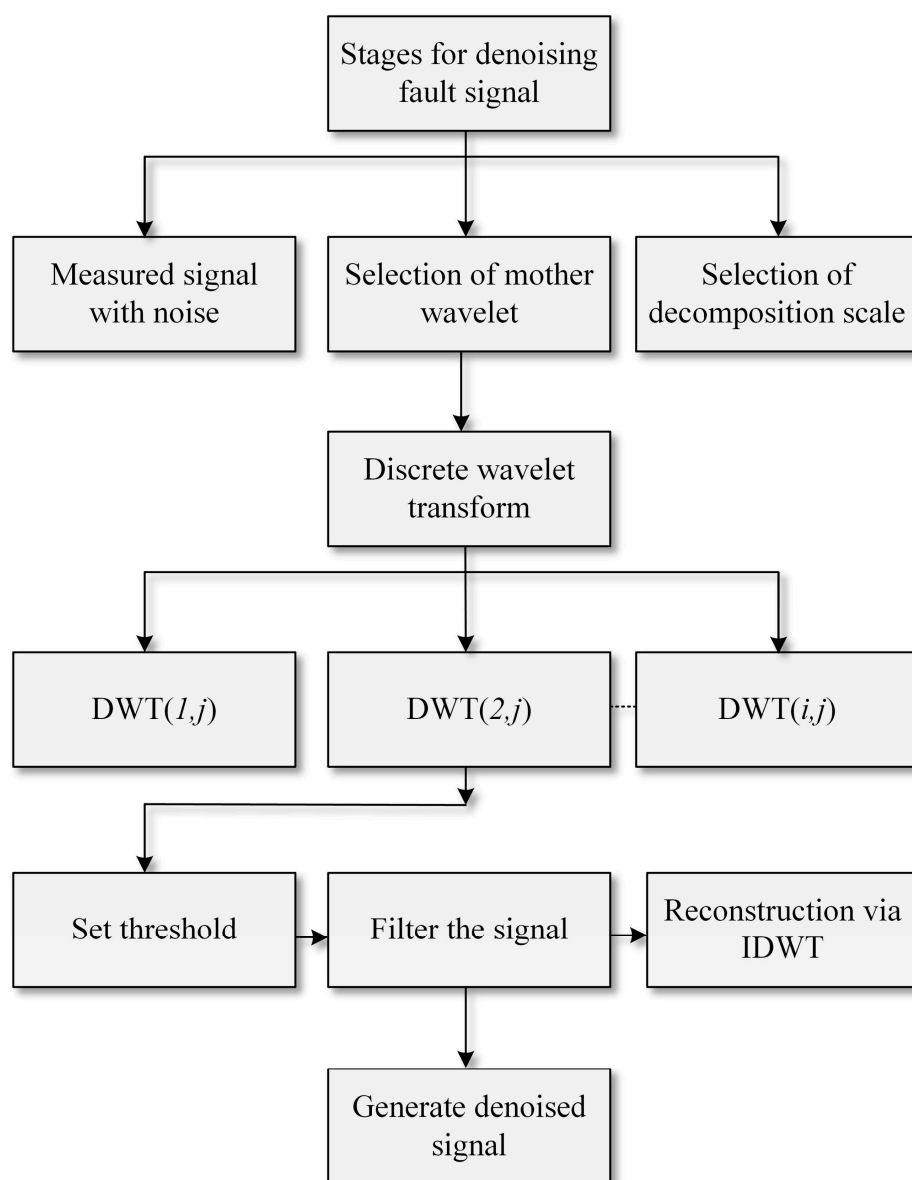 Stages for denoising
fault signal
Measured signal
with noise
Selection of mother
wavelet
Selection of
decomposition scale
Discrete wavelet
transform
DWT(1,j)
DWT(2,j)
DWT(i,j)
Set threshold
Filter the signal
Reconstruction via
IDWT
Generate denoised
signal